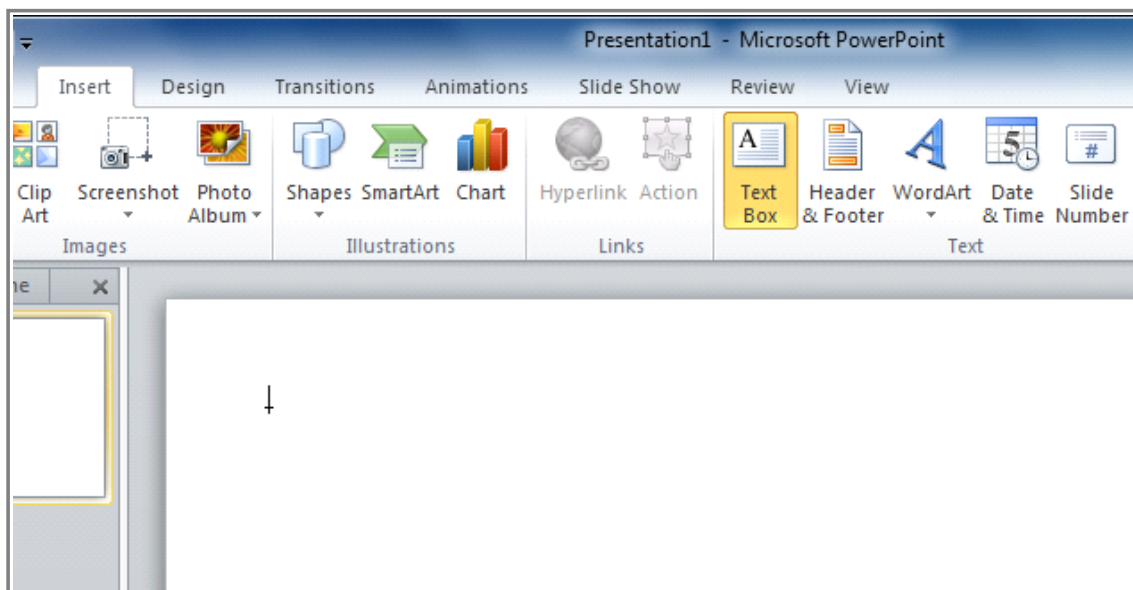 Presentation1 - Microsoft PowerPoint
Insert Design Transitions Animations Slide Show Review View
Clip Art
Screenshot
Photo Album
Shapes
SmartArt
Chart
Hyperlink
Action
A
Text Box
Header & Footer
A
WordArt
5
Date & Time
#
Slide Number
Images Illustrations Links Text